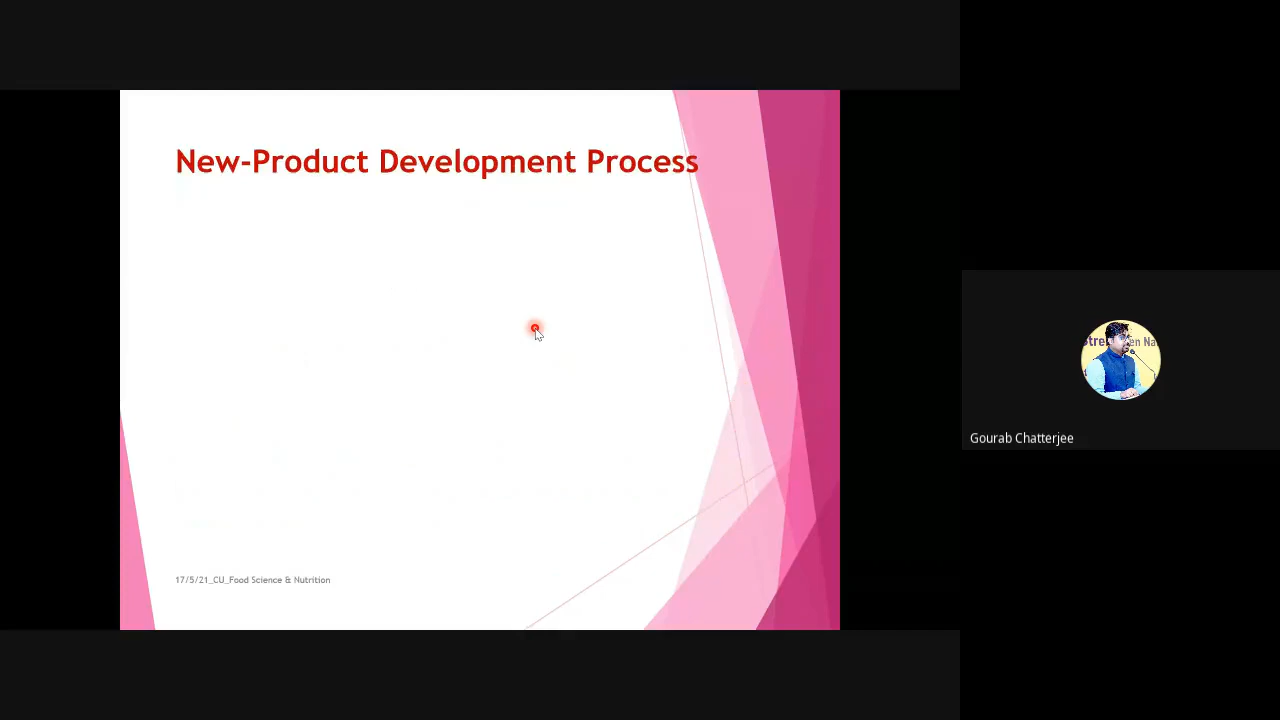 New-Product Development Process
17/5/21_CU_Food Science & Nutrition
Gourab Chatterjee